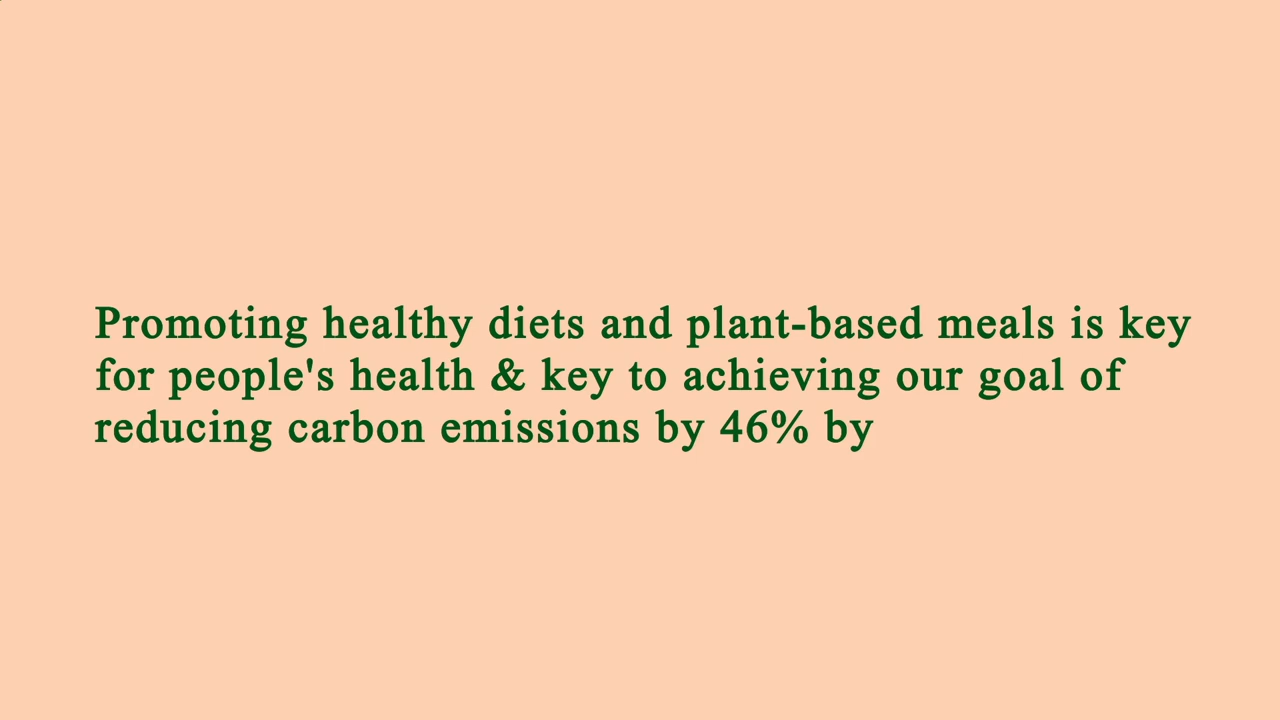 Promoting healthy diets and plant-based meals is key
for people's health & key to achieving our goal of
reducing carbon emissions by 46% by